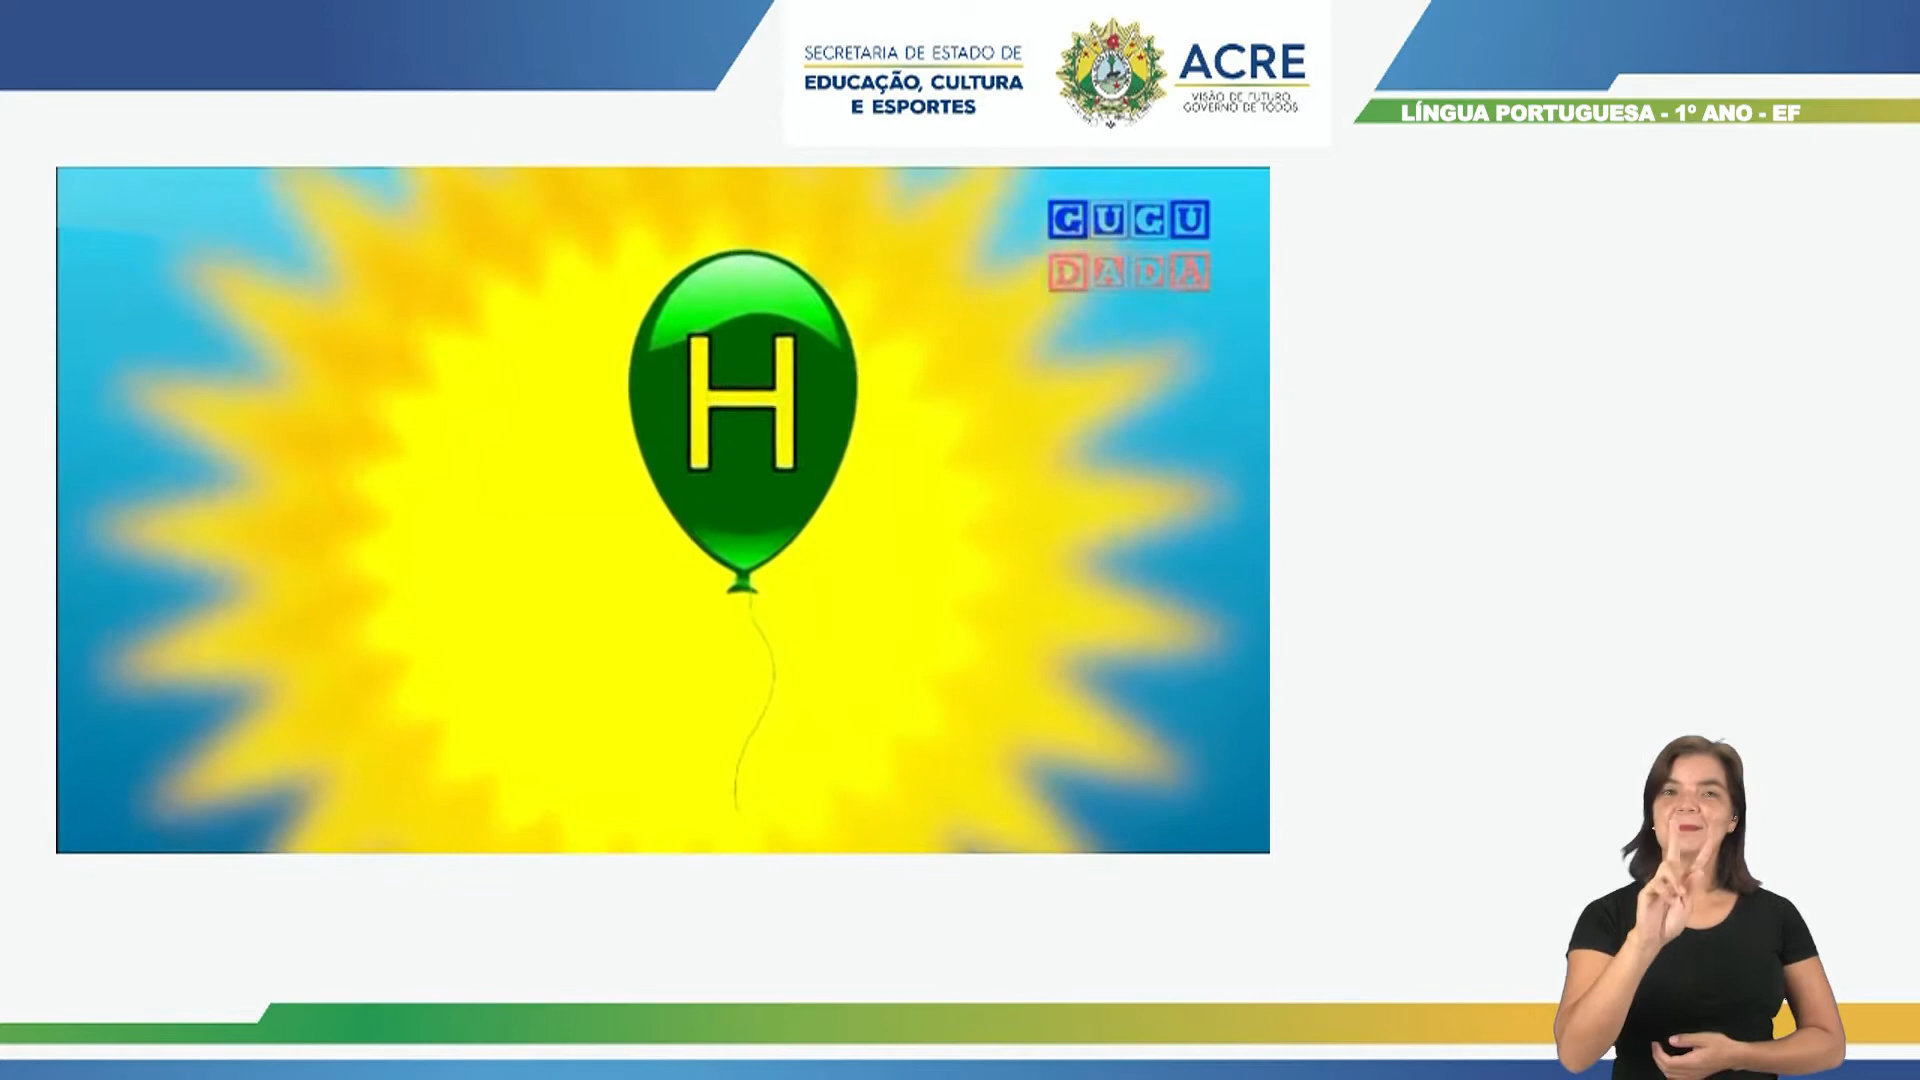 SECRETARIA DE ESTADO DE
EDUCAÇÃO, CULTURA
E ESPORTES
ACRE
VISÃO DE FUTURO,
GOVERNO DE TODOS
LÍNGUA PORTUGUESA - 1º ANO - EF
GUGU
DADA
H